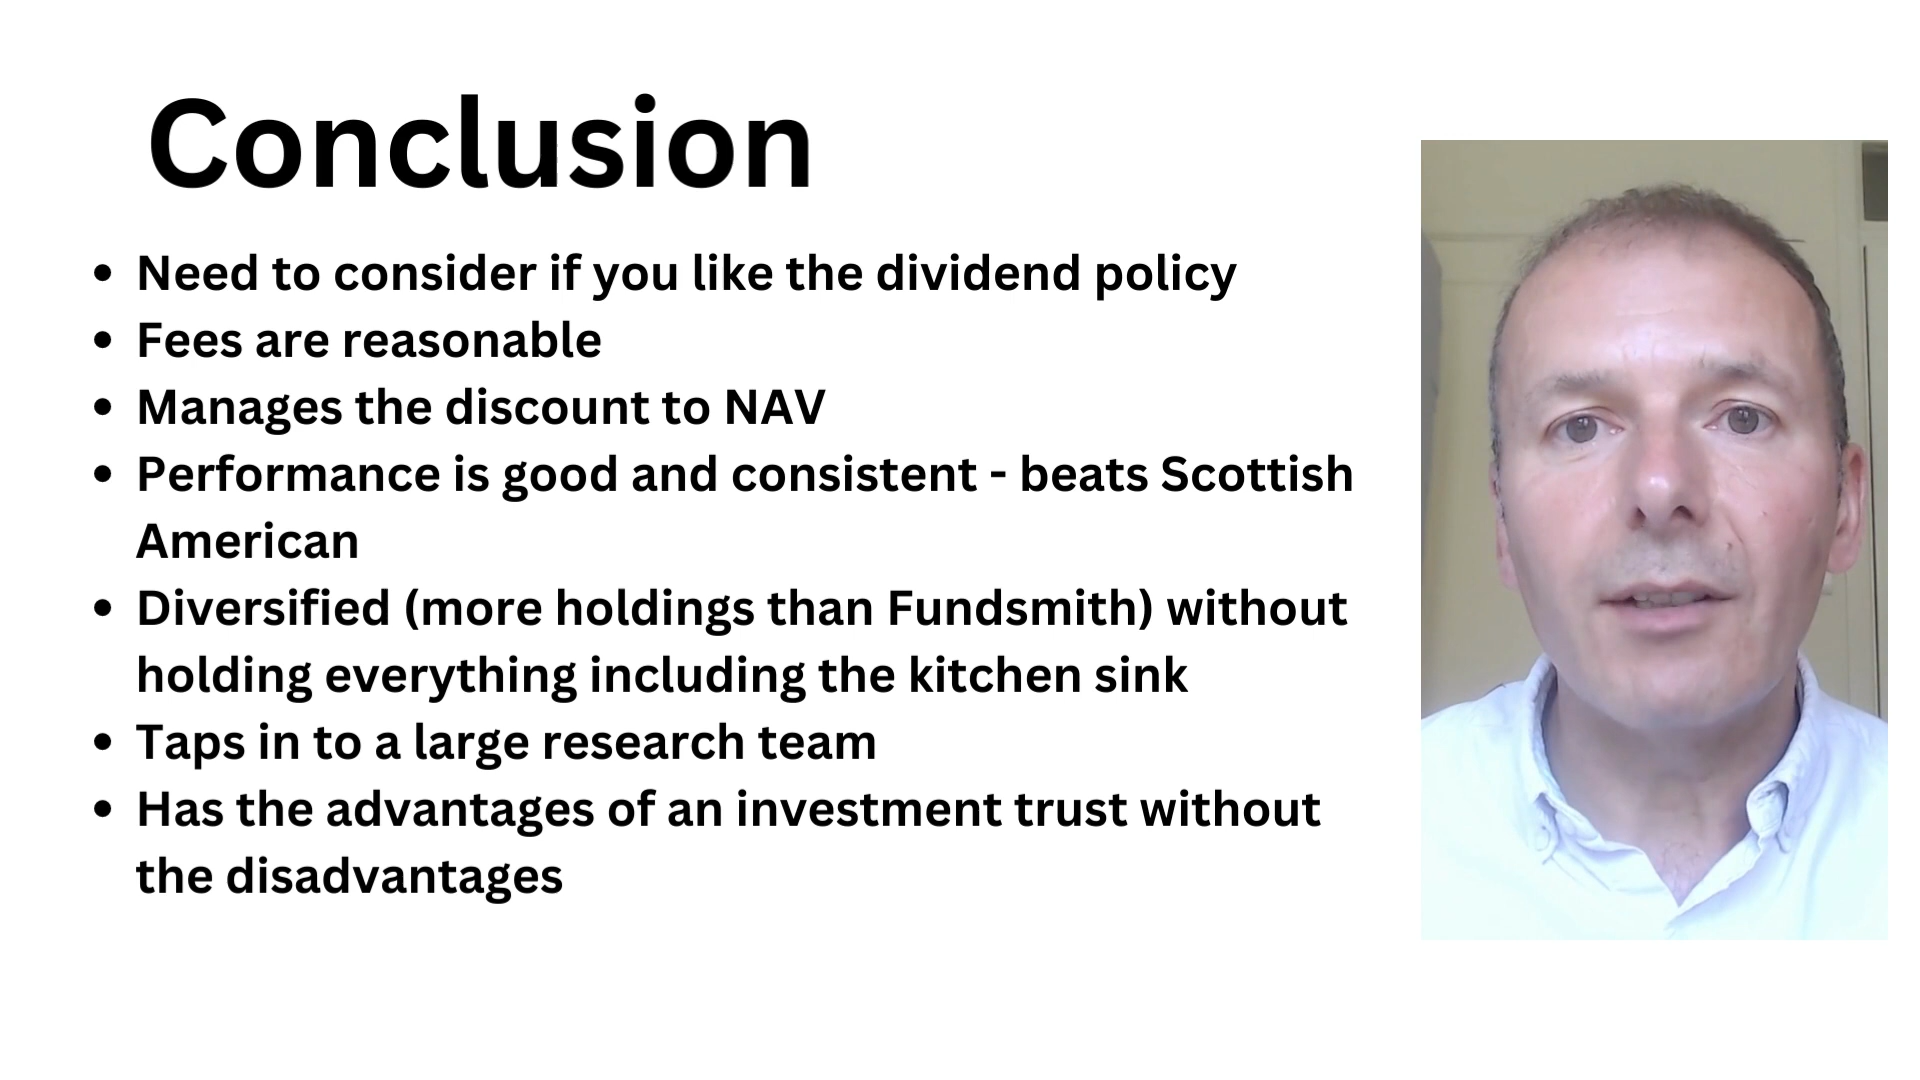 Conclusion
• Need to consider if you like the dividend policy
• Fees are reasonable
• Manages the discount to NAV
• Performance is good and consistent - beats Scottish
American
• Diversified (more holdings than Fundsmith) without
holding everything including the kitchen sink
• Taps in to a large research team
• Has the advantages of an investment trust without
the disadvantages